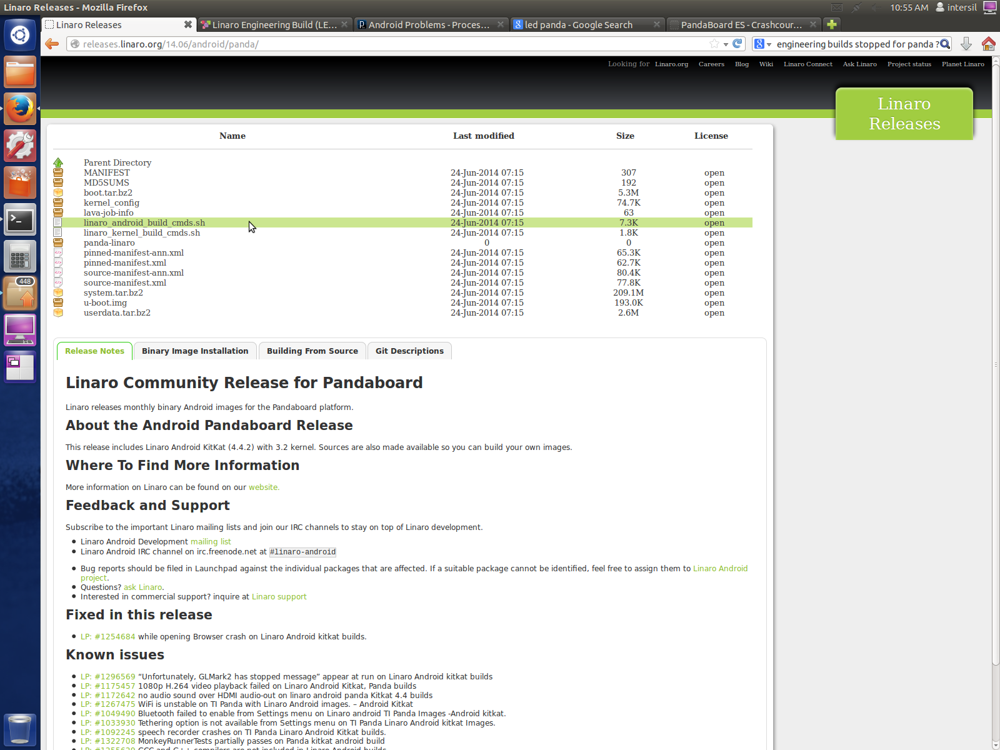 Linaro Releases - Mozilla Firefox
10:55 AM intersil
Linaro Releases
Linaro Engineering Build (LE...
Android Problems - Proces...
led panda - Google Search
PandaBoard ES - Crashcour...
releases.linaro.org/14.06/android/panda/
engineering builds stopped for panda ?
Looking for Linaro.org Careers Blog Wiki Linaro Connect Ask Linaro Project status Planet Linaro
Linaro
Releases
448
Name Last modified Size License
Parent Directory
MANIFEST 24-Jun-2014 07:15 307 open
MD5SUMS 24-Jun-2014 07:15 192 open
boot.tar.bz2 24-Jun-2014 07:15 5.3M open
kernel_config 24-Jun-2014 07:15 74.7K open
lava-job-info 24-Jun-2014 07:15 63 open
linaro_android_build_cmds.sh 24-Jun-2014 07:15 7.3K open
linaro_kernel_build_cmds.sh 24-Jun-2014 07:15 1.8K open
panda-linaro 0 0 open
pinned-manifest-ann.xml 24-Jun-2014 07:15 65.3K open
pinned-manifest.xml 24-Jun-2014 07:15 62.7K open
source-manifest-ann.xml 24-Jun-2014 07:15 80.4K open
source-manifest.xml 24-Jun-2014 07:15 77.8K open
system.tar.bz2 24-Jun-2014 07:15 209.1M open
u-boot.img 24-Jun-2014 07:15 193.0K open
userdata.tar.bz2 24-Jun-2014 07:15 2.6M open
Release Notes Binary Image Installation Building From Source Git Descriptions
Linaro Community Release for Pandaboard
Linaro releases monthly binary Android images for the Pandaboard platform.
About the Android Pandaboard Release
This release includes Linaro Android KitKat (4.4.2) with 3.2 kernel. Sources are also made available so you can build your own images.
Where To Find More Information
More information on Linaro can be found on our website.
Feedback and Support
Subscribe to the important Linaro mailing lists and join our IRC channels to stay on top of Linaro development.
Linaro Android Development mailing list
Linaro Android IRC channel on irc.freenode.net at #linaro-android
Bug reports should be filed in Launchpad against the individual packages that are affected. If a suitable package cannot be identified, feel free to assign them to Linaro Android
project.
Questions? ask Linaro.
Interested in commercial support? inquire at Linaro support
Fixed in this release
LP: #1254684 while opening Browser crash on Linaro Android kitkat builds.
Known issues
LP: #1296569 “Unfortunately, GLMark2 has stopped message” appear at run on Linaro Android kitkat builds
LP: #1175457 1080p H.264 video playback failed on Linaro Android Kitkat, Panda builds
LP: #1172642 no audio sound over HDMI audio-out on linaro android panda Kitkat 4.4 builds
LP: #1267475 WiFi is unstable on TI Panda with Linaro Android images. – Android Kitkat
LP: #1049490 Bluetooth failed to enable from Settings menu on Linaro android TI Panda Images -Android kitkat.
LP: #1033930 Tethering option is not available from Settings menu on TI Panda Linaro Android kitkat Images.
LP: #1092245 speech recorder crashes on TI Panda Linaro Android Kitkat builds.
LP: #1322708 MonkeyRunnerTests partially passes on Panda kitkat android build
LP: #1255629 GCC and G++ compilers are not included in Linaro Android builds